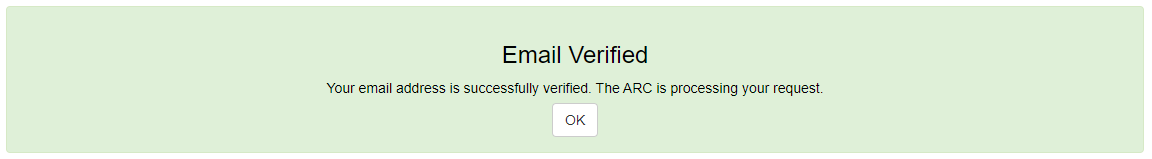 Email Verified
Your email address is successfully verified. The ARC is processing your request.
OK